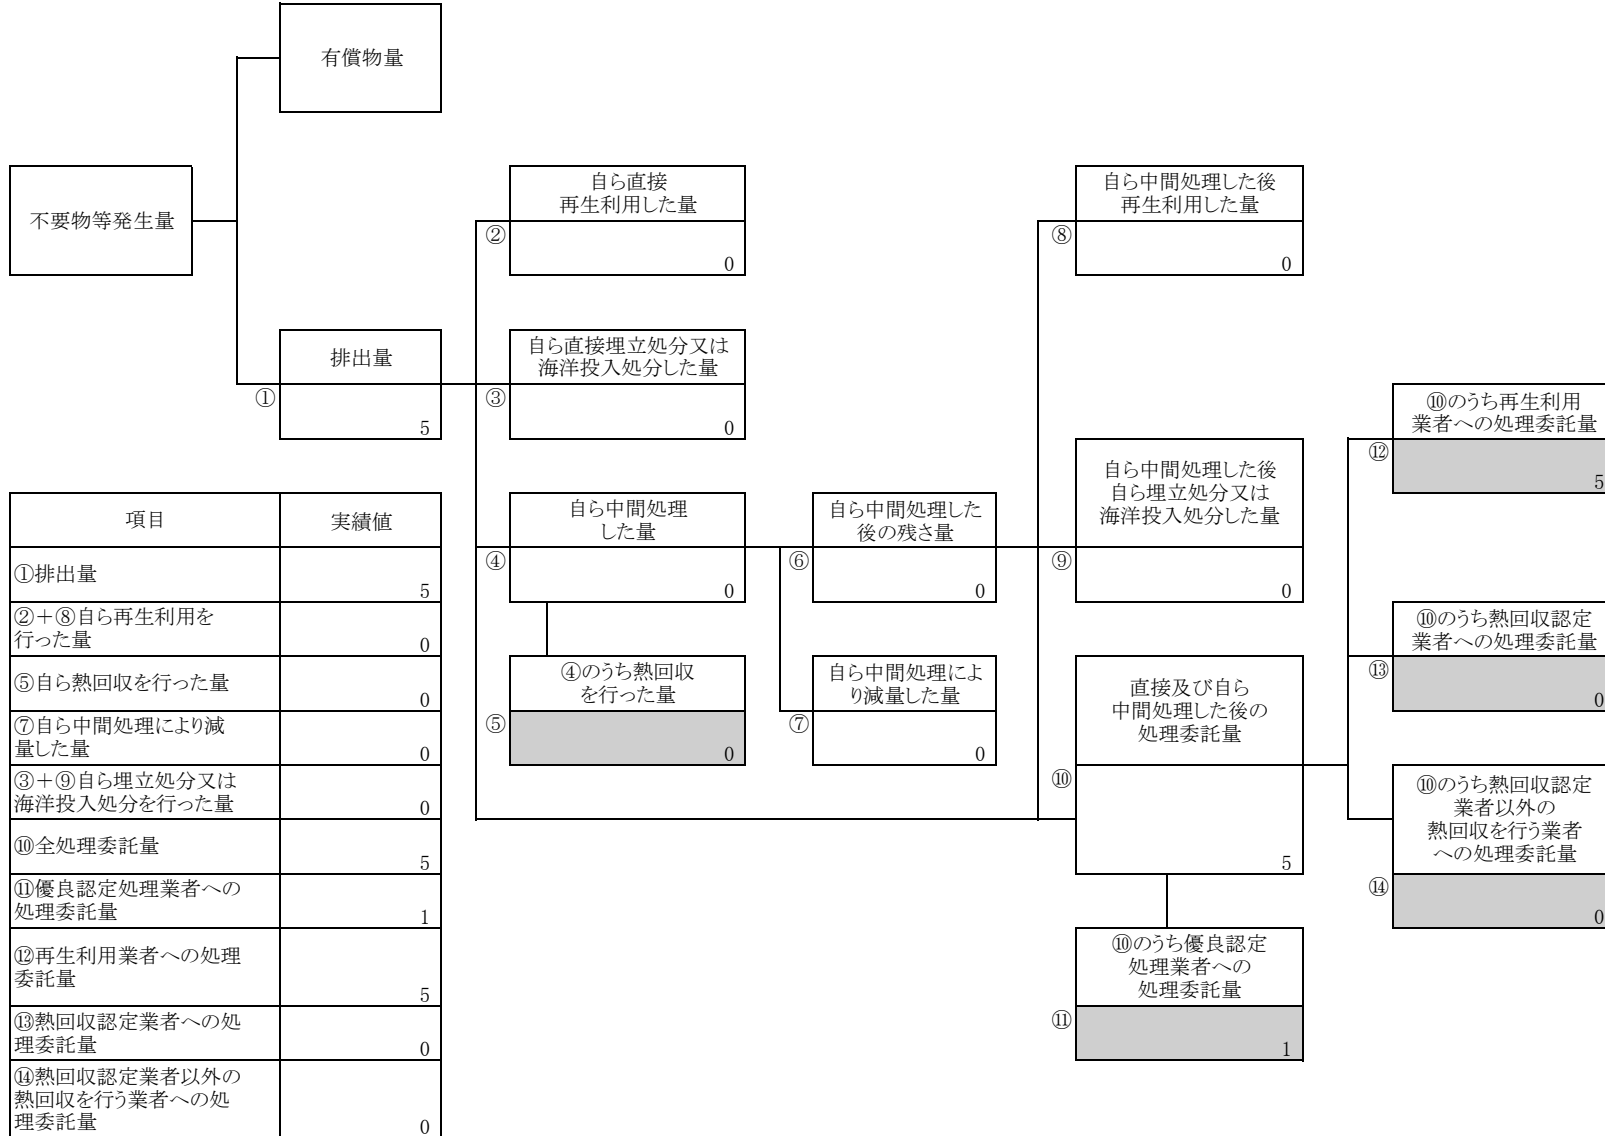 有償物量
不要物等発生量
自ら直接
再生利用した量
②
0
自ら中間処理した後
再生利用した量
⑧
0
排出量
①
5
自ら直接埋立処分又は
海洋投入処分した量
③
0
⑩のうち再生利用
業者への処理委託量
⑫
5
自ら中間処理した後
自ら埋立処分又は
海洋投入処分した量
⑨
0
自ら中間処理
した量
④
0
自ら中間処理した
後の残さ量
⑥
0
⑩のうち熱回収認定
業者への処理委託量
⑬
0
④のうち熱回収
を行った量
⑤
0
自ら中間処理によ
り減量した量
⑦
0
直接及び自ら
中間処理した後の
処理委託量
⑩
5
⑩のうち熱回収認定
業者以外の
熱回収を行う業者
への処理委託量
⑭
0
⑩のうち優良認定
処理業者への
処理委託量
⑪
1
項目 実績値
①排出量
5
②+⑧自ら再生利用を
行った量 0
⑤自ら熱回収を行った量
0
⑦自ら中間処理により減
量した量 0
③+⑨自ら埋立処分又は
海洋投入処分を行った量 0
⑩全処理委託量
5
⑪優良認定処理業者への
処理委託量 1
⑫再生利用業者への処理
委託量
5
⑬熱回収認定業者への処
理委託量 0
⑭熱回収認定業者以外の
熱回収を行う業者への処
理委託量 0